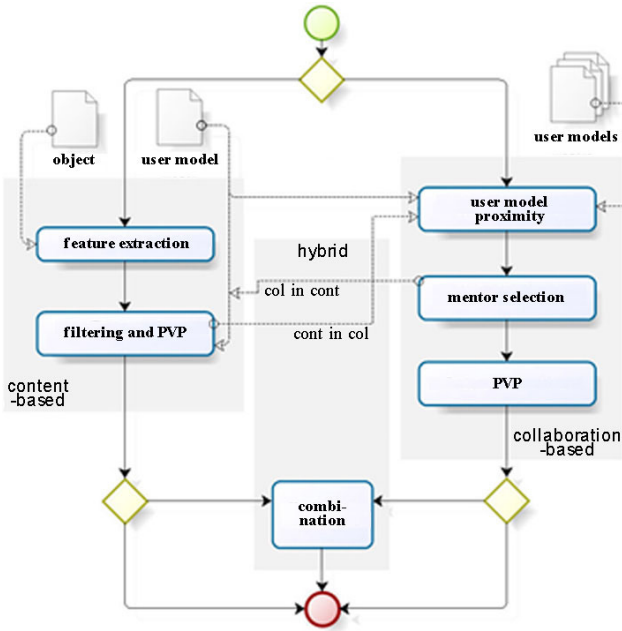 object
user model
user models
user model
proximity
feature extraction
hybrid
col in cont
mentor selection
filtering and PVP
cont in col
PVP
content
-based
collaboration
-based
combi-
nation